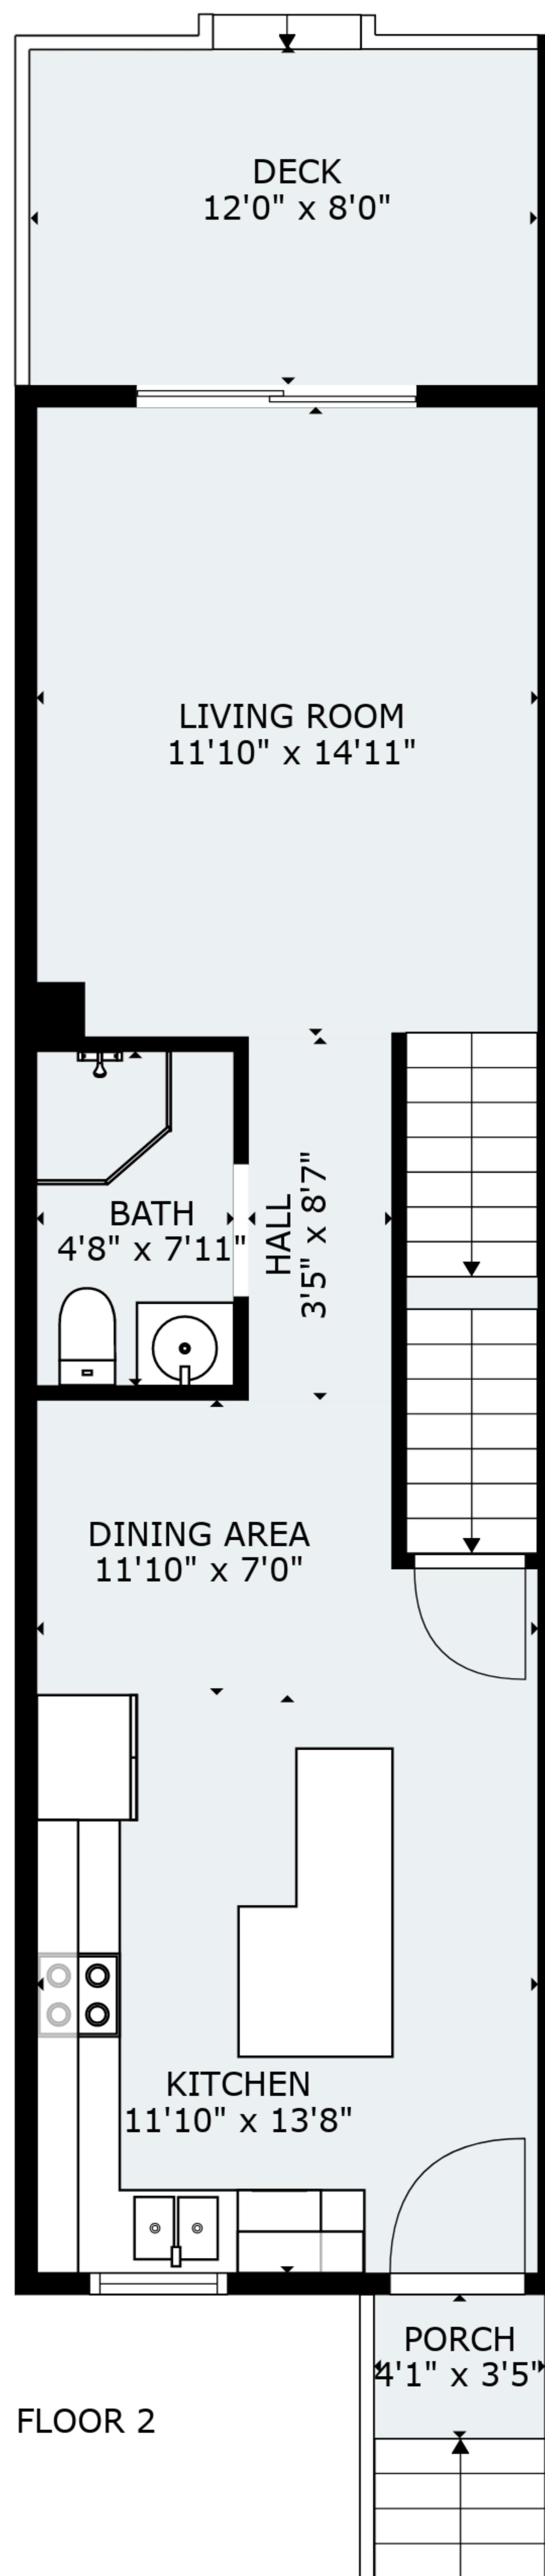 DECK
12'0" x 8'0"
LIVING ROOM
11'10" x 14'11"
BATH
4'8" x 7'11"
HALL
3'5" x 8'7"
DINING AREA
11'10" x 7'0"
KITCHEN
11'10" x 13'8"
PORCH
4'1" x 3'5"
FLOOR 2